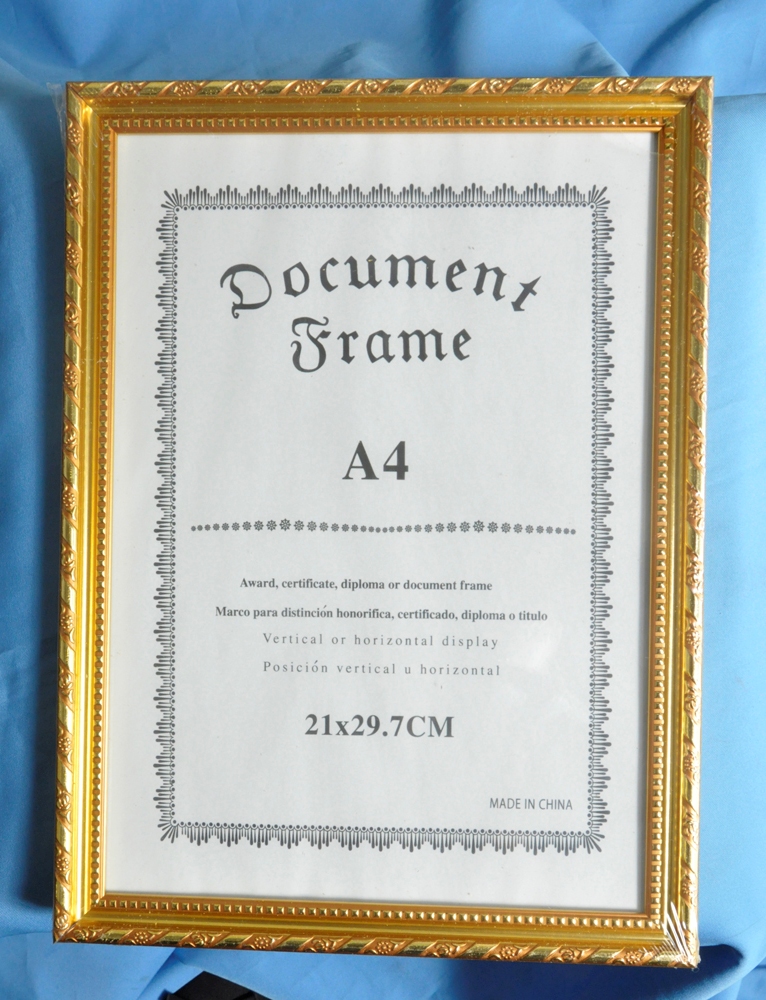 Document
Frame
A4
Award, certificate, diploma or document frame
Marco para distinción honorifica, certificado, diploma o titulo
Vertical or horizontal display
Posición vertical u horizontal
21x29.7CM
MADE IN CHINA